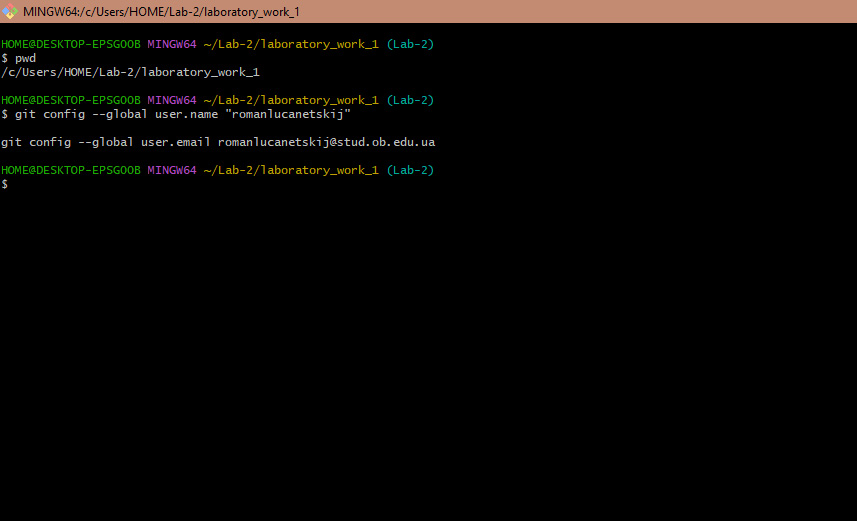 MINGW64:/c/Users/HOME/Lab-2/laboratory_work_1
HOME@DESKTOP-EPSGOOB MINGW64 ~/Lab-2/laboratory_work_1 (Lab-2)
$ pwd
/c/Users/HOME/Lab-2/laboratory_work_1
HOME@DESKTOP-EPSGOOB MINGW64 ~/Lab-2/laboratory_work_1 (Lab-2)
$ git config --global user.name "romanlucanetskij"
git config --global user.email romanlucanetskij@stud.ob.edu.ua
HOME@DESKTOP-EPSGOOB MINGW64 ~/Lab-2/laboratory_work_1 (Lab-2)
$